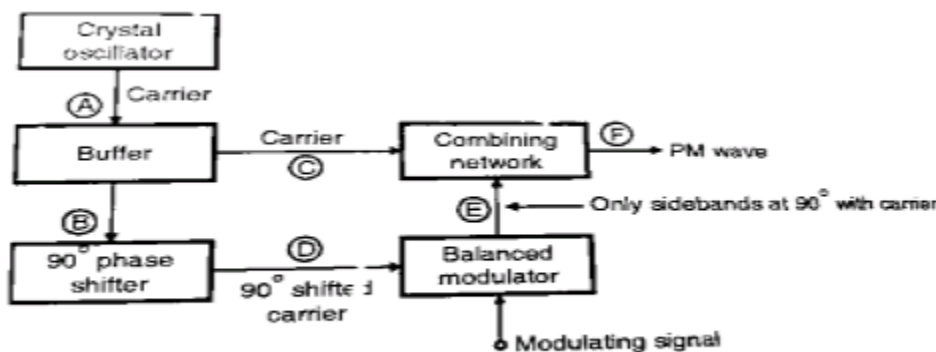 Crystal
oscillator
Ⓐ Carrier
Buffer
Carrier
Ⓒ
Combining
network
Ⓕ
PM wave
Ⓑ
Ⓔ
Only sidebands at 90° with carrier
90° phase
shifter
Ⓓ
90° shifted
carrier
Balanced
modulator
Modulating signal